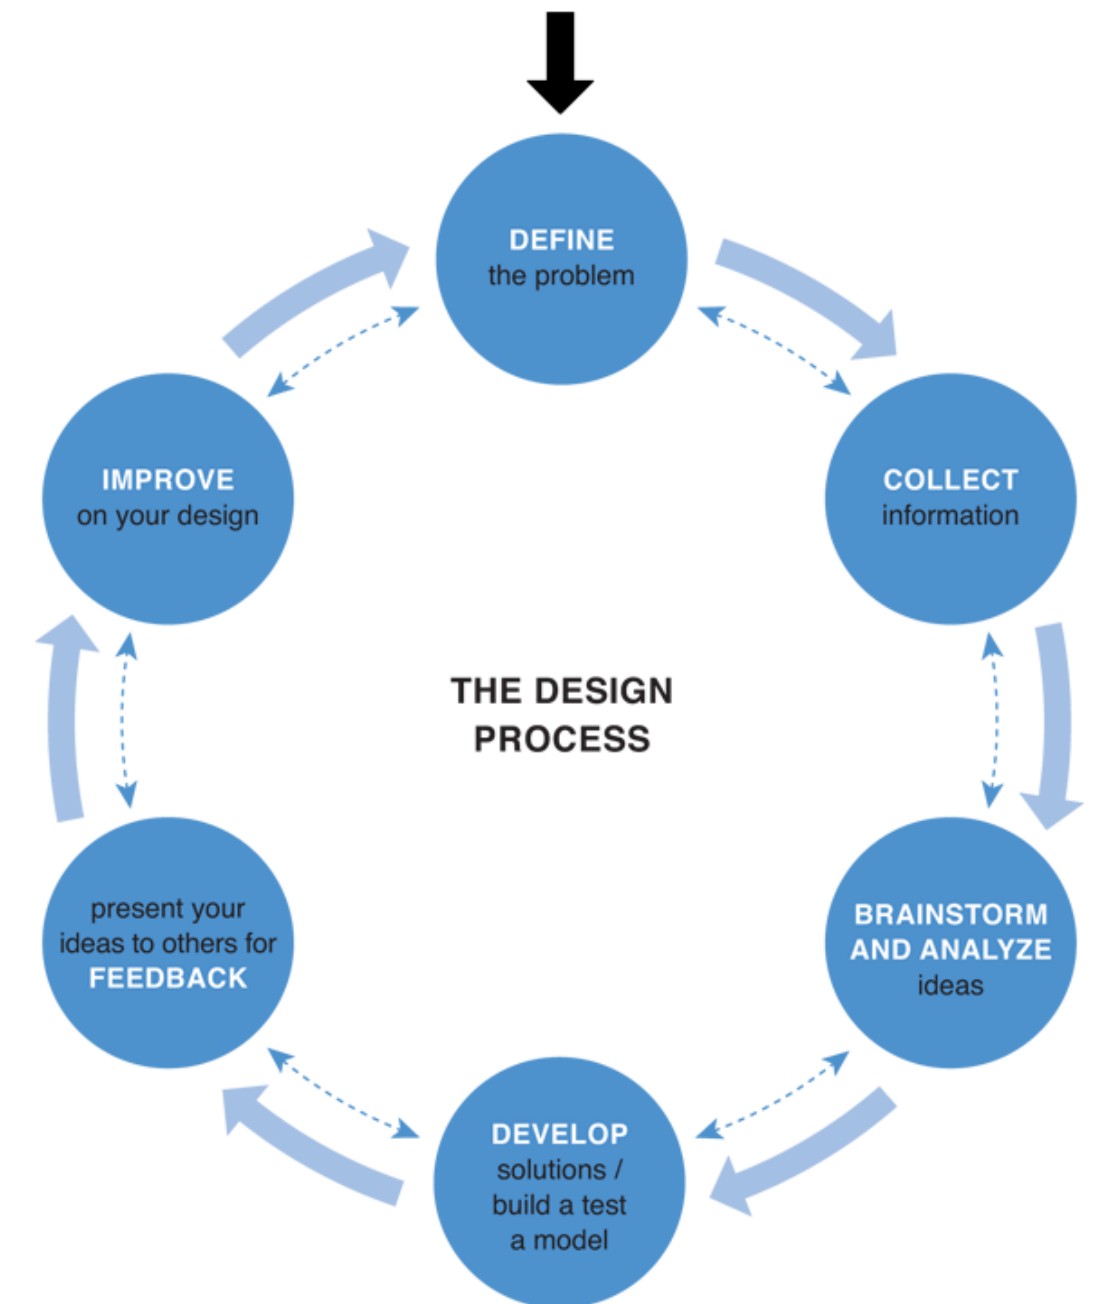 DEFINE
the problem
COLLECT
information
BRAINSTORM
AND ANALYZE
ideas
DEVELOP
solutions /
build a test
a model
present your
ideas to others for
FEEDBACK
IMPROVE
on your design
THE DESIGN
PROCESS